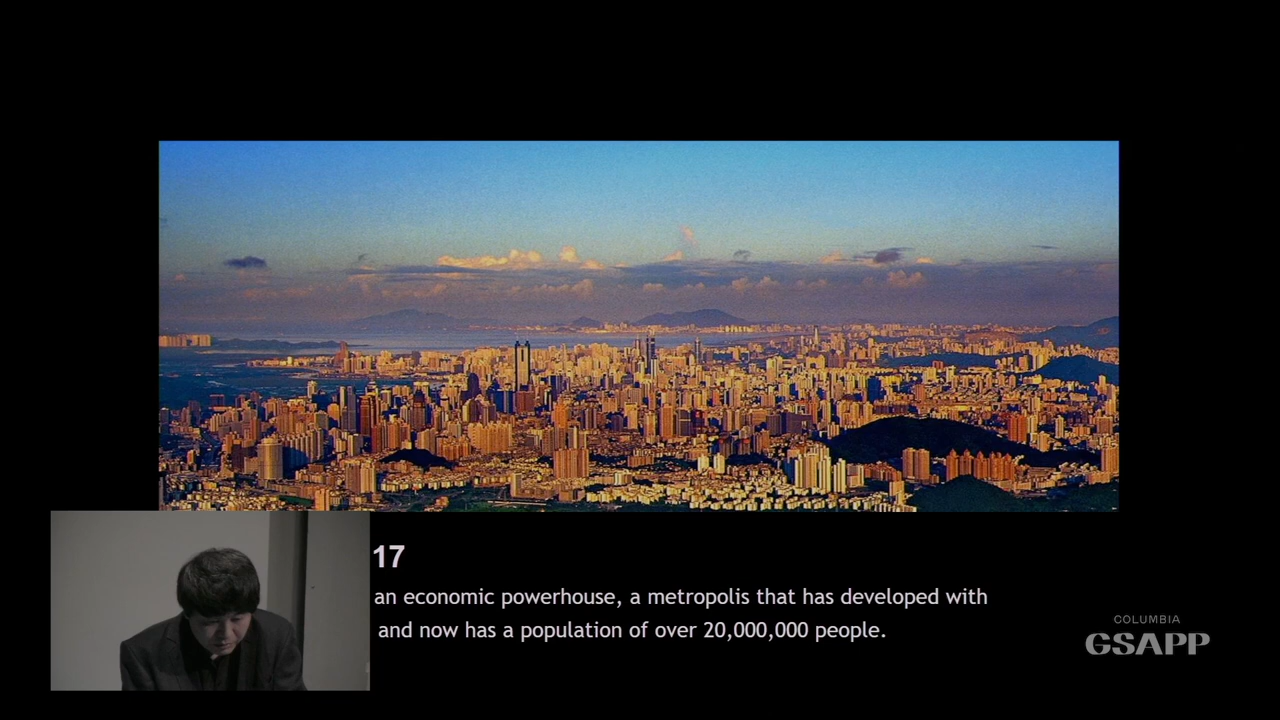 17
an economic powerhouse, a metropolis that has developed with
and now has a population of over 20,000,000 people.
COLUMBIA
GSAPP